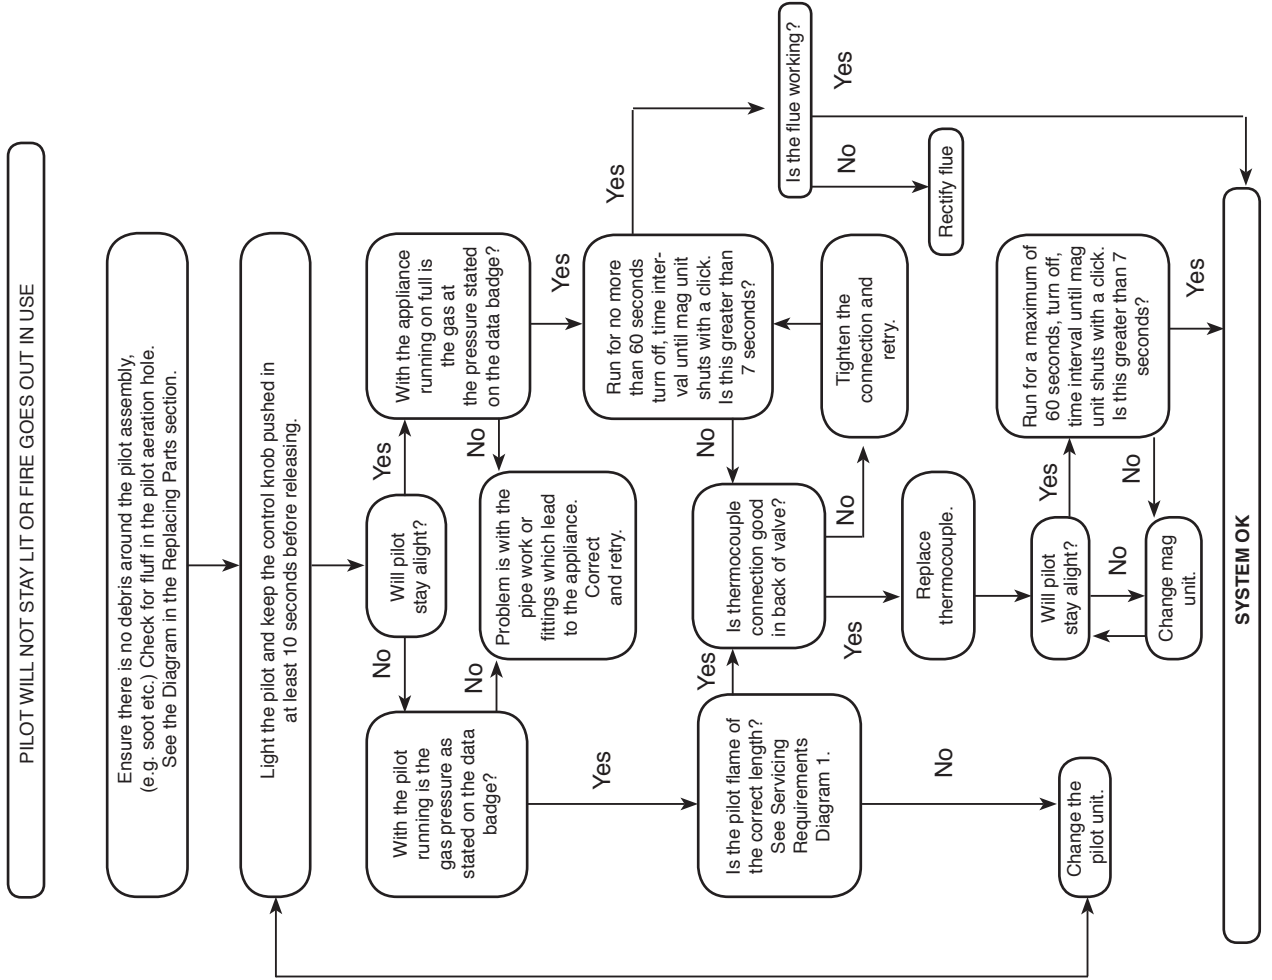 PILOT WILL NOT STAY LIT OR FIRE GOES OUT IN USE
Ensure there is no debris around the pilot assembly,
(e.g. soot etc.) Check for fluff in the pilot aeration hole.
See the Diagram in the Replacing Parts section.
Light the pilot and keep the control knob pushed in
at least 10 seconds before releasing.
Will pilot
stay alight?
No
Yes
With the pilot
running is the
gas pressure as
stated on the data
badge?
No
Problem is with the
pipe work or
fittings which lead
to the appliance.
Correct
and retry.
No
With the appliance
running on full is
the gas at
the pressure stated
on the data badge?
Yes
Yes
Is the pilot flame of
the correct length?
See Servicing
Requirements
Diagram 1.
Yes
Is thermocouple
connection good
in back of valve?
No
Run for no more
than 60 seconds
turn off, time inter-
val until mag unit
shuts with a click.
Is this greater than
7 seconds?
Yes
Is the flue working?
No
Yes
Rectify flue
No
Yes
No
Tighten the
connection and
retry.
Replace
thermocouple.
Change the
pilot unit.
Will pilot
stay alight?
Yes
Run for a maximum of
60 seconds, turn off,
time interval until mag
unit shuts with a click.
Is this greater than 7
seconds?
No
No
Change mag
unit.
Yes
SYSTEM OK